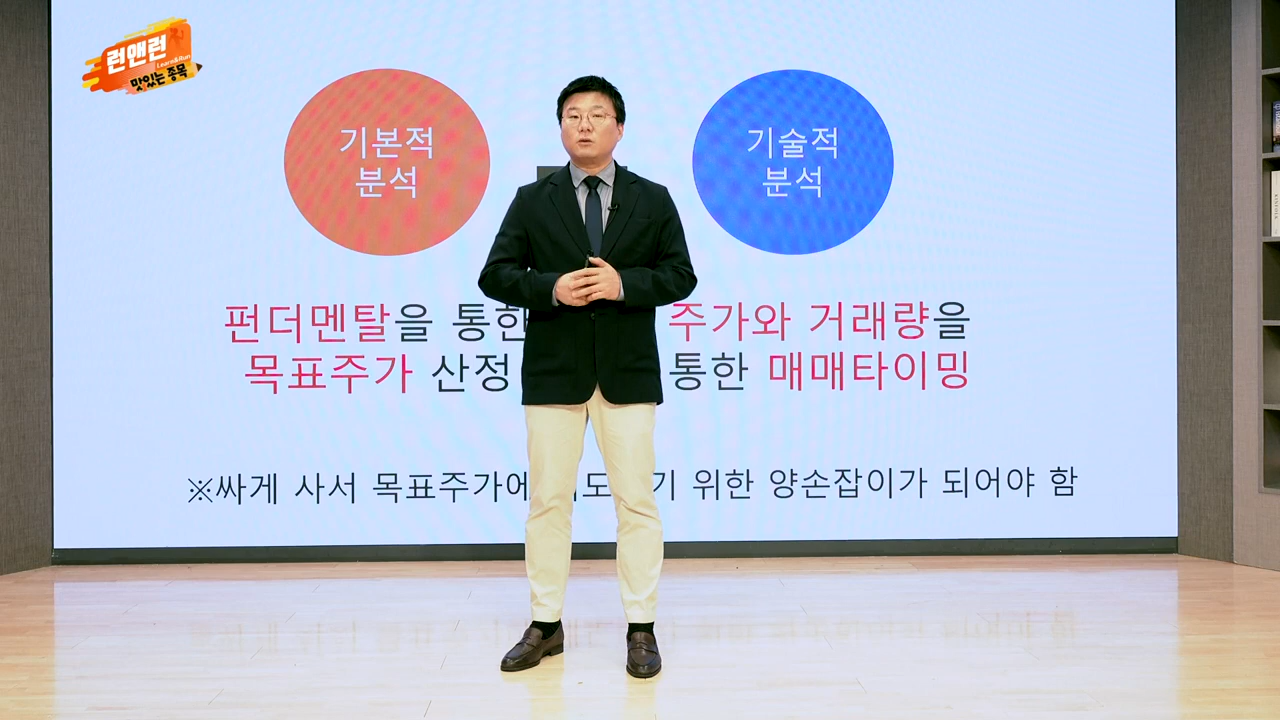 런앤런
Learn&Run
맛있는 종목
기본적
분석
기술적
분석
펀더멘탈을 통한
목표주가 산정
주가와 거래량을
통한 매매타이밍
※싸게 사서 목표주가에 기 위한 양손잡이가 되어야 함